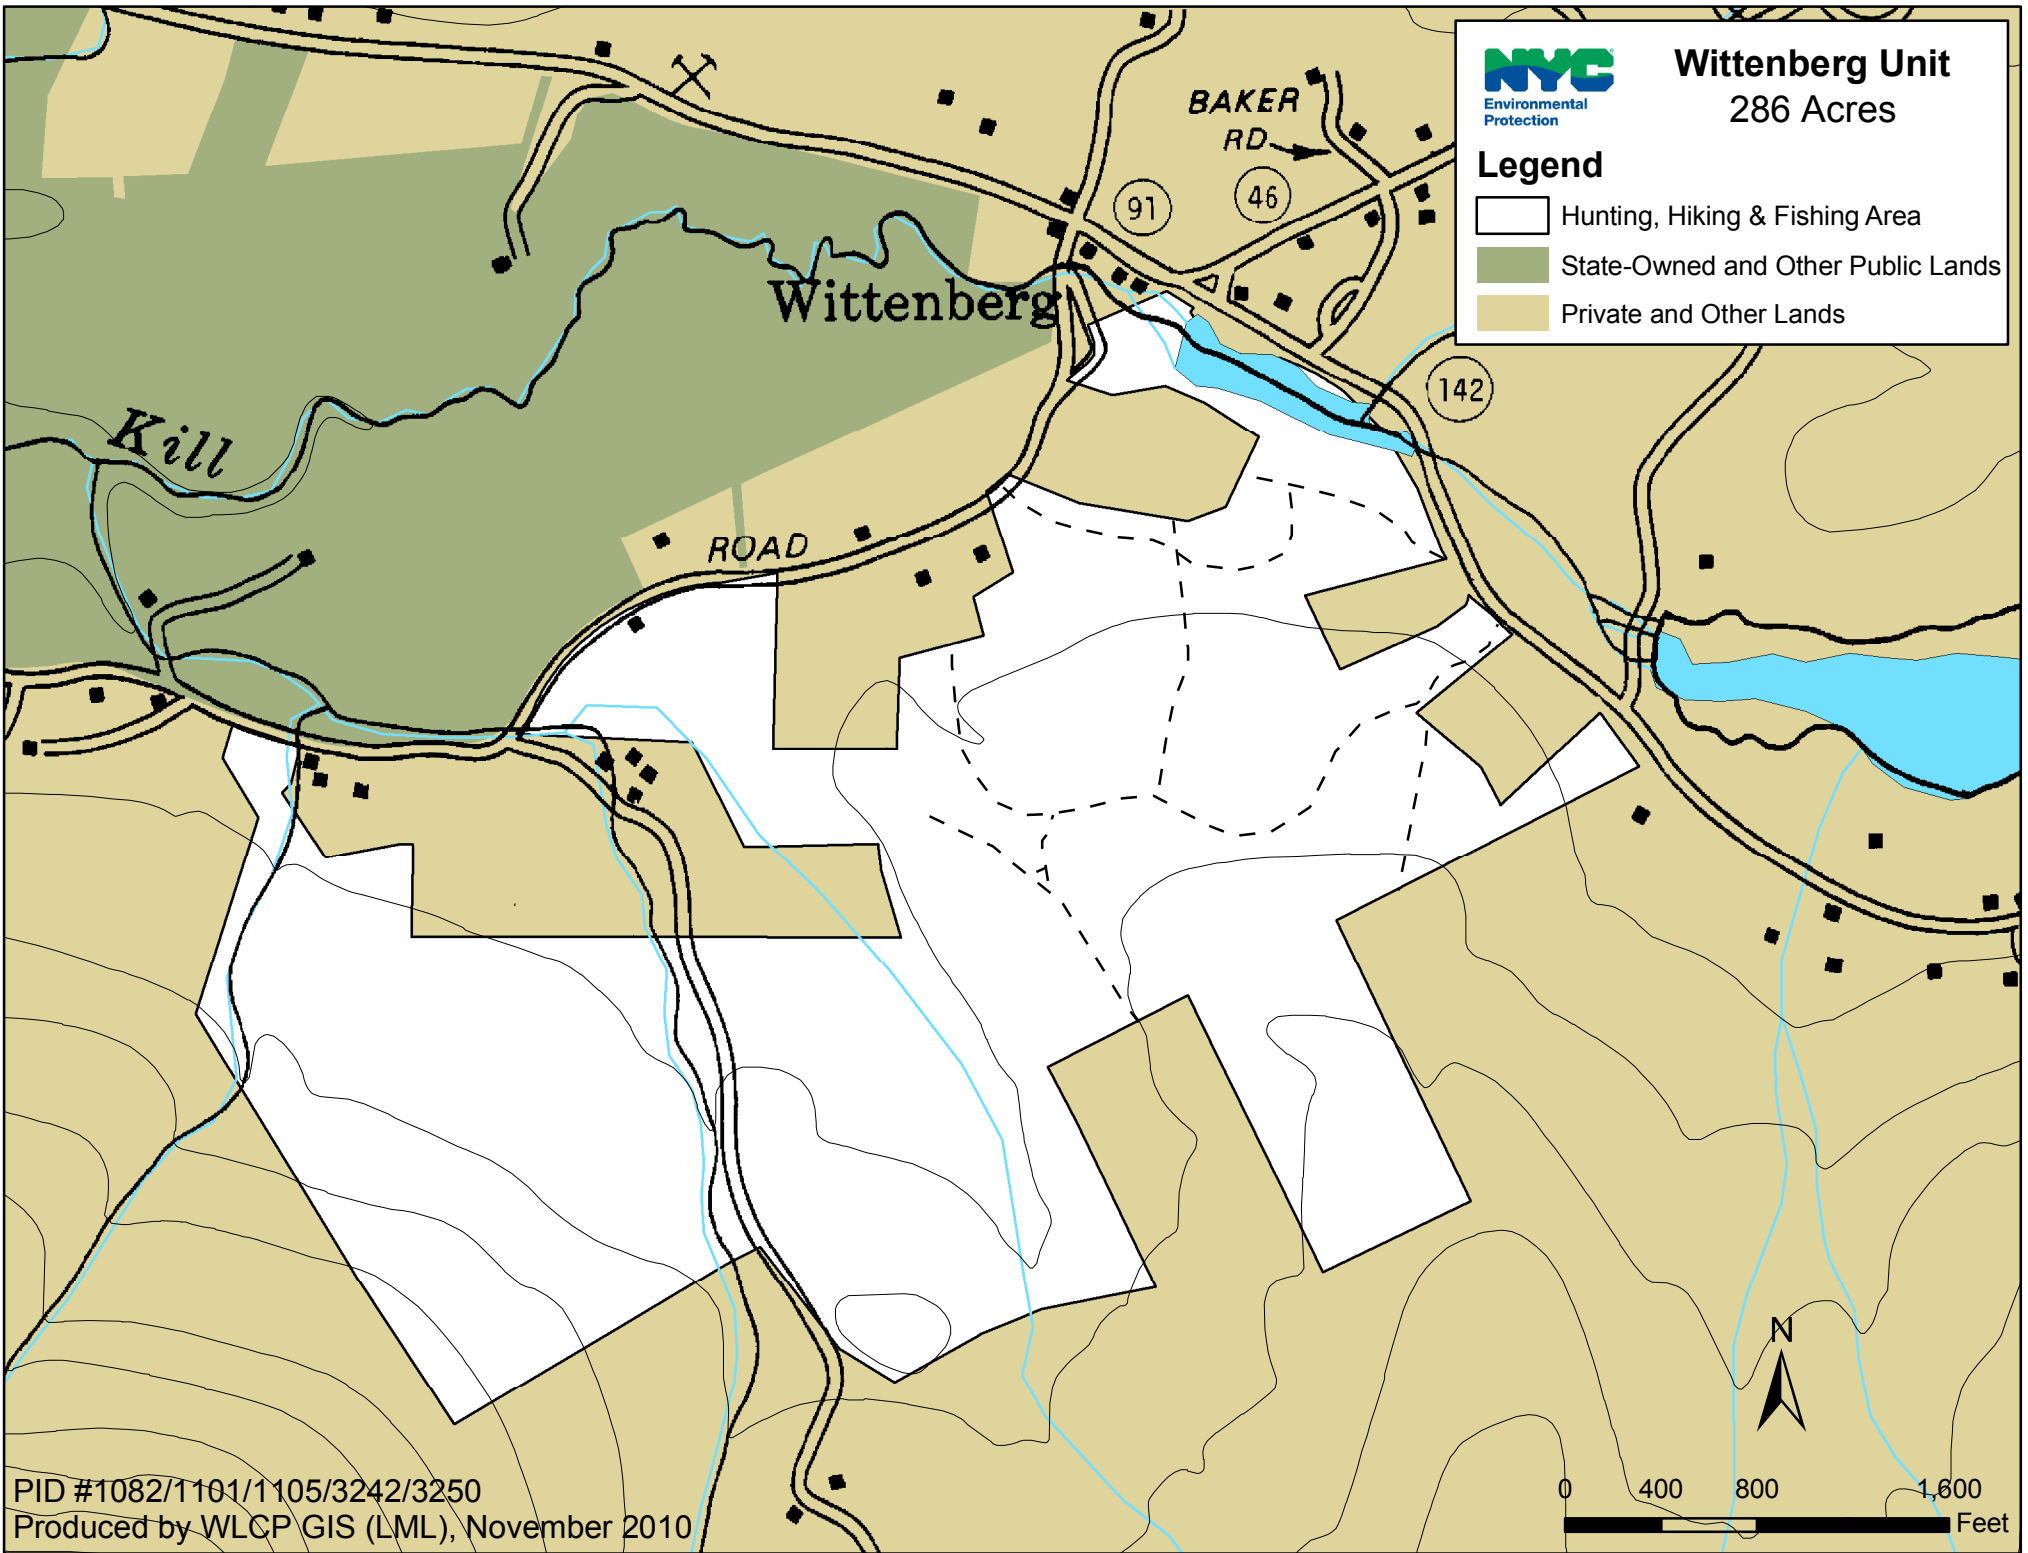 NYC
Environmental
Protection
Wittenberg Unit
286 Acres
Legend
Hunting, Hiking & Fishing Area
State-Owned and Other Public Lands
Private and Other Lands
BAKER
RD
91
46
142
Wittenberg
Kill
ROAD
N
0 400 800 1,600
Feet
PID #1082/1101/1105/3242/3250
Produced by WLCP GIS (LML), November 2010